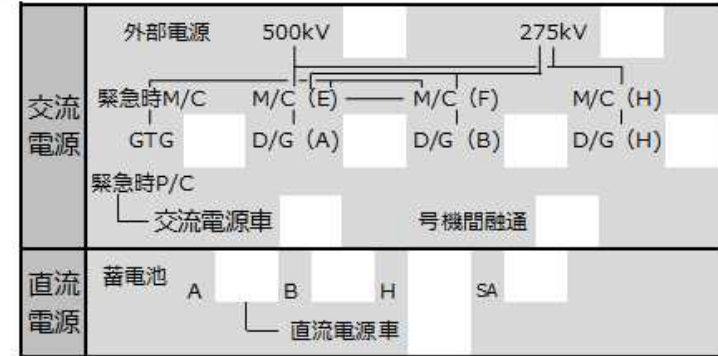 交流電源
外部電源 500kV 275kV
緊急時M/C M/C（E） M/C（F） M/C（H）
GTG D/G（A） D/G（B） D/G（H）
緊急時P/C
交流電源車 号機間融通
直流電源
蓄電池 A B H SA
直流電源車